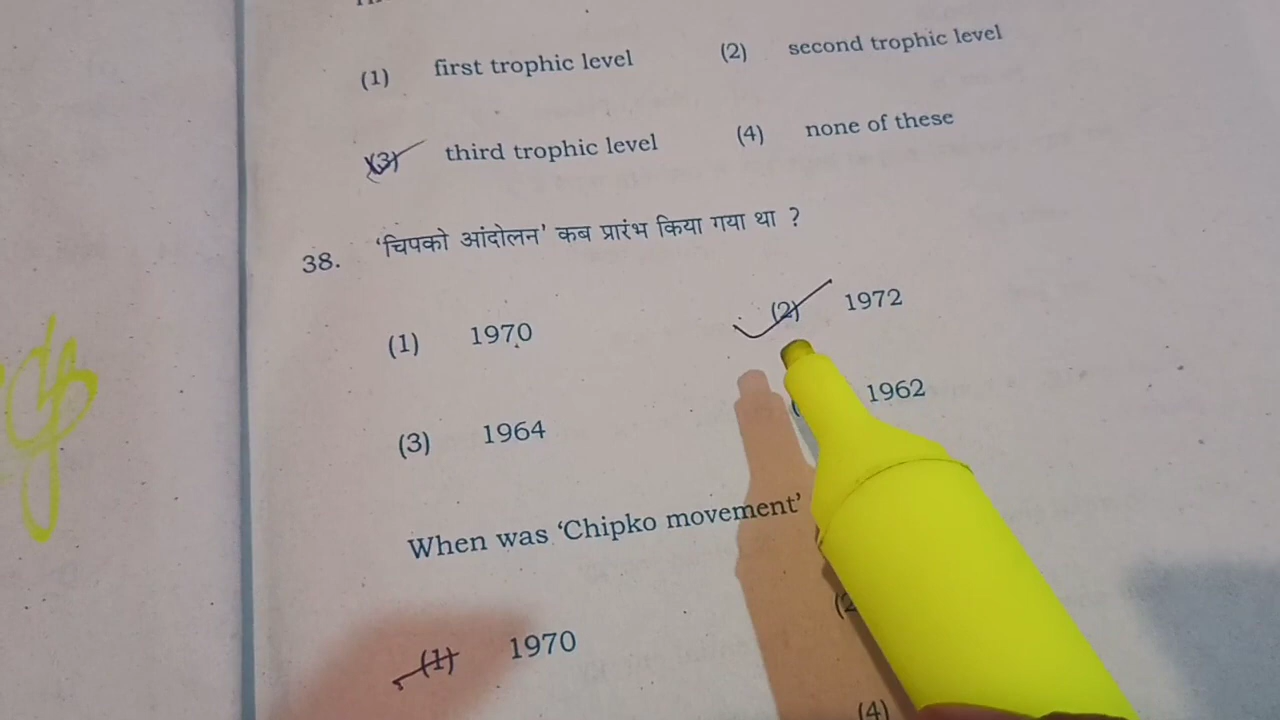 (1) first trophic level (2) second trophic level
(3) third trophic level (4) none of these
38. 'चिपको आंदोलन' कब प्रारंभ किया गया था ?
(1) 1970 (2) 1972
(3) 1964 1962
When was 'Chipko movement'
(1) 1970
(4)